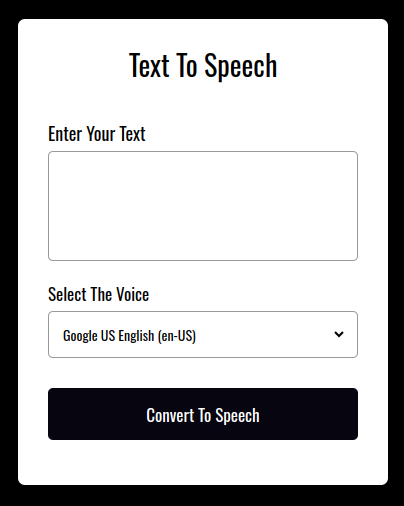 Text To Speech
Enter Your Text
Select The Voice
Google US English (en-US)
Convert To Speech